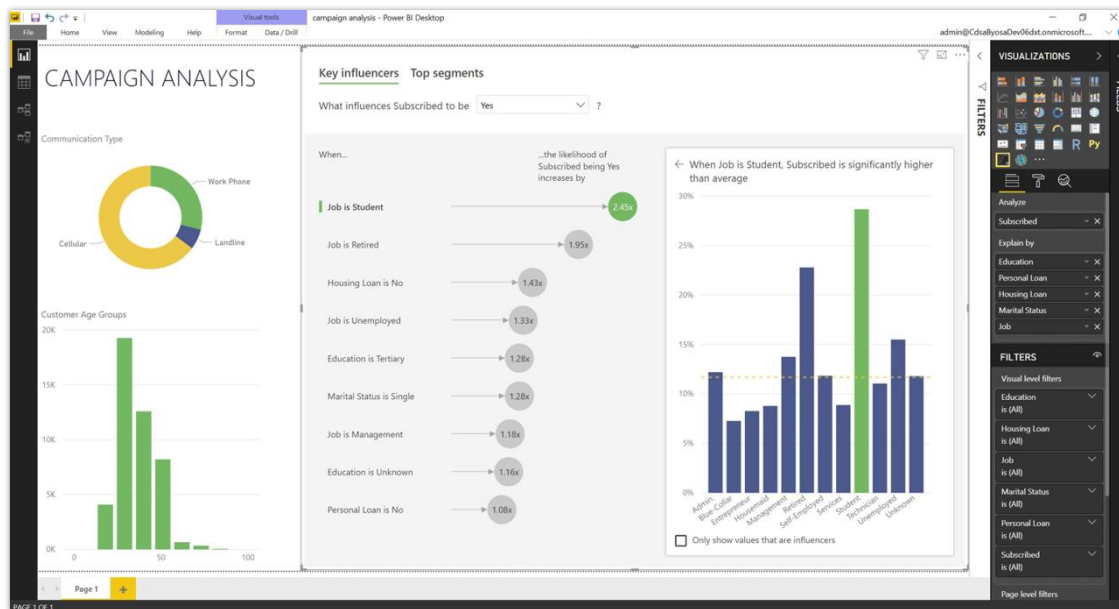 Visual tools
campaign analysis - Power BI Desktop
File Home View Modeling Help Format Data / Drill
admin@CdsaByosaDev06dxt.onmicrosoft....
CAMPAIGN ANALYSIS
Communication Type
Work Phone
Cellular
Landline
Customer Age Groups
20K
15K
10K
5K
0K
0 50 100
Key influencers Top segments
What influences Subscribed to be Yes ?
When...
...the likelihood of
Subscribed being Yes
increases by
Job is Student 2.45x
Job is Retired 1.95x
Housing Loan is No 1.43x
Job is Unemployed 1.33x
Education is Tertiary 1.28x
Marital Status is Single 1.28x
Job is Management 1.18x
Education is Unknown 1.16x
Personal Loan is No 1.08x
← When Job is Student, Subscribed is significantly higher
than average
30%
25%
20%
15%
10%
5%
0%
Admin. Blue-Collar Entrepreneur Housemaid Management Retired Self-Employed Services Student Technician Unemployed Unknown
Only show values that are influencers
FILTERS
VISUALIZATIONS
FIELDS
R Py
Analyze
Subscribed
Explain by
Education
Personal Loan
Housing Loan
Marital Status
Job
FILTERS
Visual level filters
Education
is (All)
Housing Loan
is (All)
Job
is (All)
Marital Status
is (All)
Personal Loan
is (All)
Subscribed
is (All)
Page level filters
Page 1 +
PAGE 1 OF 1